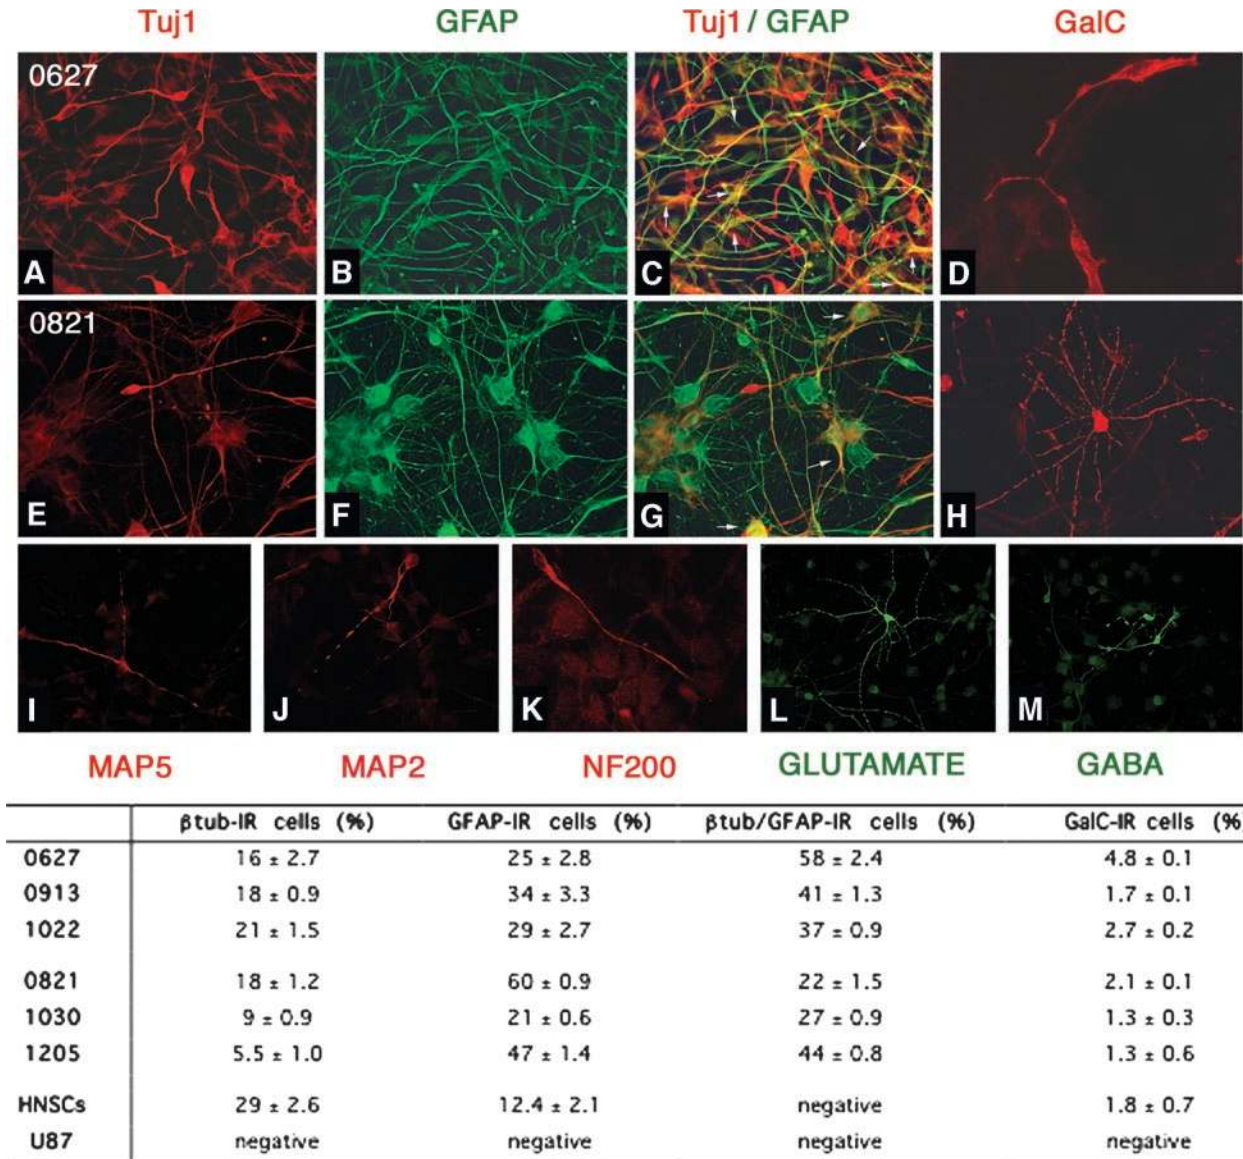 Tuj1 GFAP Tuj1 / GFAP GalC
0627
A B C D
0821
E F G H
I J K L M
MAP5 MAP2 NF200 GLUTAMATE GABA
βtub-IR cells (%) GFAP-IR cells (%) βtub/GFAP-IR cells (%) GalC-IR cells (%
0627 16 ± 2.7 25 ± 2.8 58 ± 2.4 4.8 ± 0.1
0913 18 ± 0.9 34 ± 3.3 41 ± 1.3 1.7 ± 0.1
1022 21 ± 1.5 29 ± 2.7 37 ± 0.9 2.7 ± 0.2
0821 18 ± 1.2 60 ± 0.9 22 ± 1.5 2.1 ± 0.1
1030 9 ± 0.9 21 ± 0.6 27 ± 0.9 1.3 ± 0.3
1205 5.5 ± 1.0 47 ± 1.4 44 ± 0.8 1.3 ± 0.6
HNSCs 29 ± 2.6 12.4 ± 2.1 negative 1.8 ± 0.7
U87 negative negative negative negative